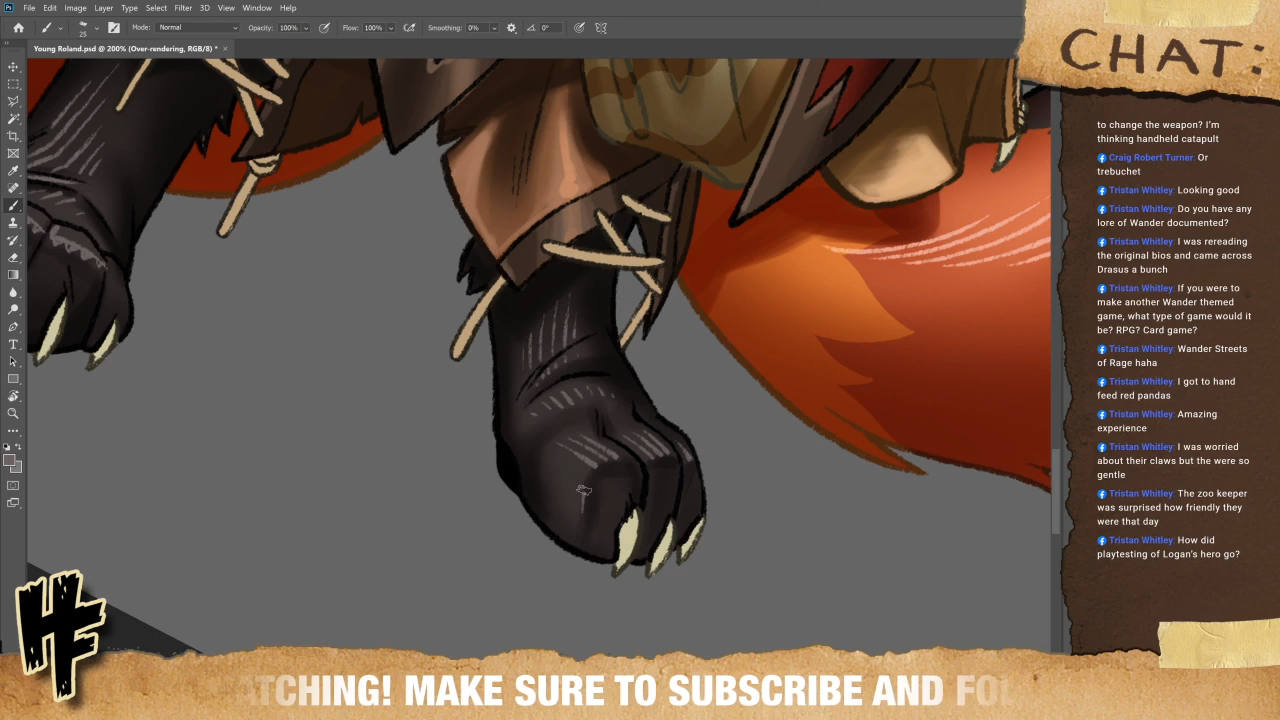 File Edit Image Layer Type Select Filter 3D View Window Help
25 Mode: Normal Opacity: 100% Flow: 100% Smoothing: 0% 0°
Young Roland.psd @ 200% (Over-rendering, RGB/8) *
CHAT:
to change the weapon? I'm
thinking handheld catapult
Craig Robert Turner: Or
trebuchet
Tristan Whitley: Looking good
Tristan Whitley: Do you have any
lore of Wander documented?
Tristan Whitley: I was rereading
the original bios and came across
Drasus a bunch
Tristan Whitley: If you were to
make another Wander themed
game, what type of game would it
be? RPG? Card game?
Tristan Whitley: Wander Streets
of Rage haha
Tristan Whitley: I got to hand
feed red pandas
Tristan Whitley: Amazing
experience
Tristan Whitley: I was worried
about their claws but the were so
gentle
Tristan Whitley: The zoo keeper
was surprised how friendly they
were that day
Tristan Whitley: How did
playtesting of Logan's hero go?
HF
TCHING! MAKE SURE TO SUBSCRIBE AND FO